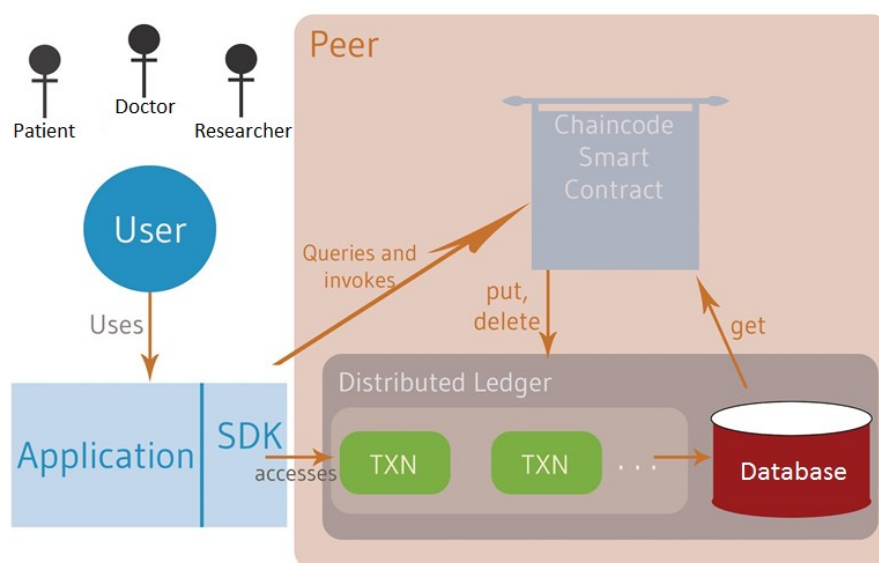 Patient
Doctor
Researcher
Peer
Chaincode
Smart
Contract
User
Queries and
invokes
Uses
put,
delete
get
Application
SDK
accesses
Distributed Ledger
TXN
TXN
. . .
Database